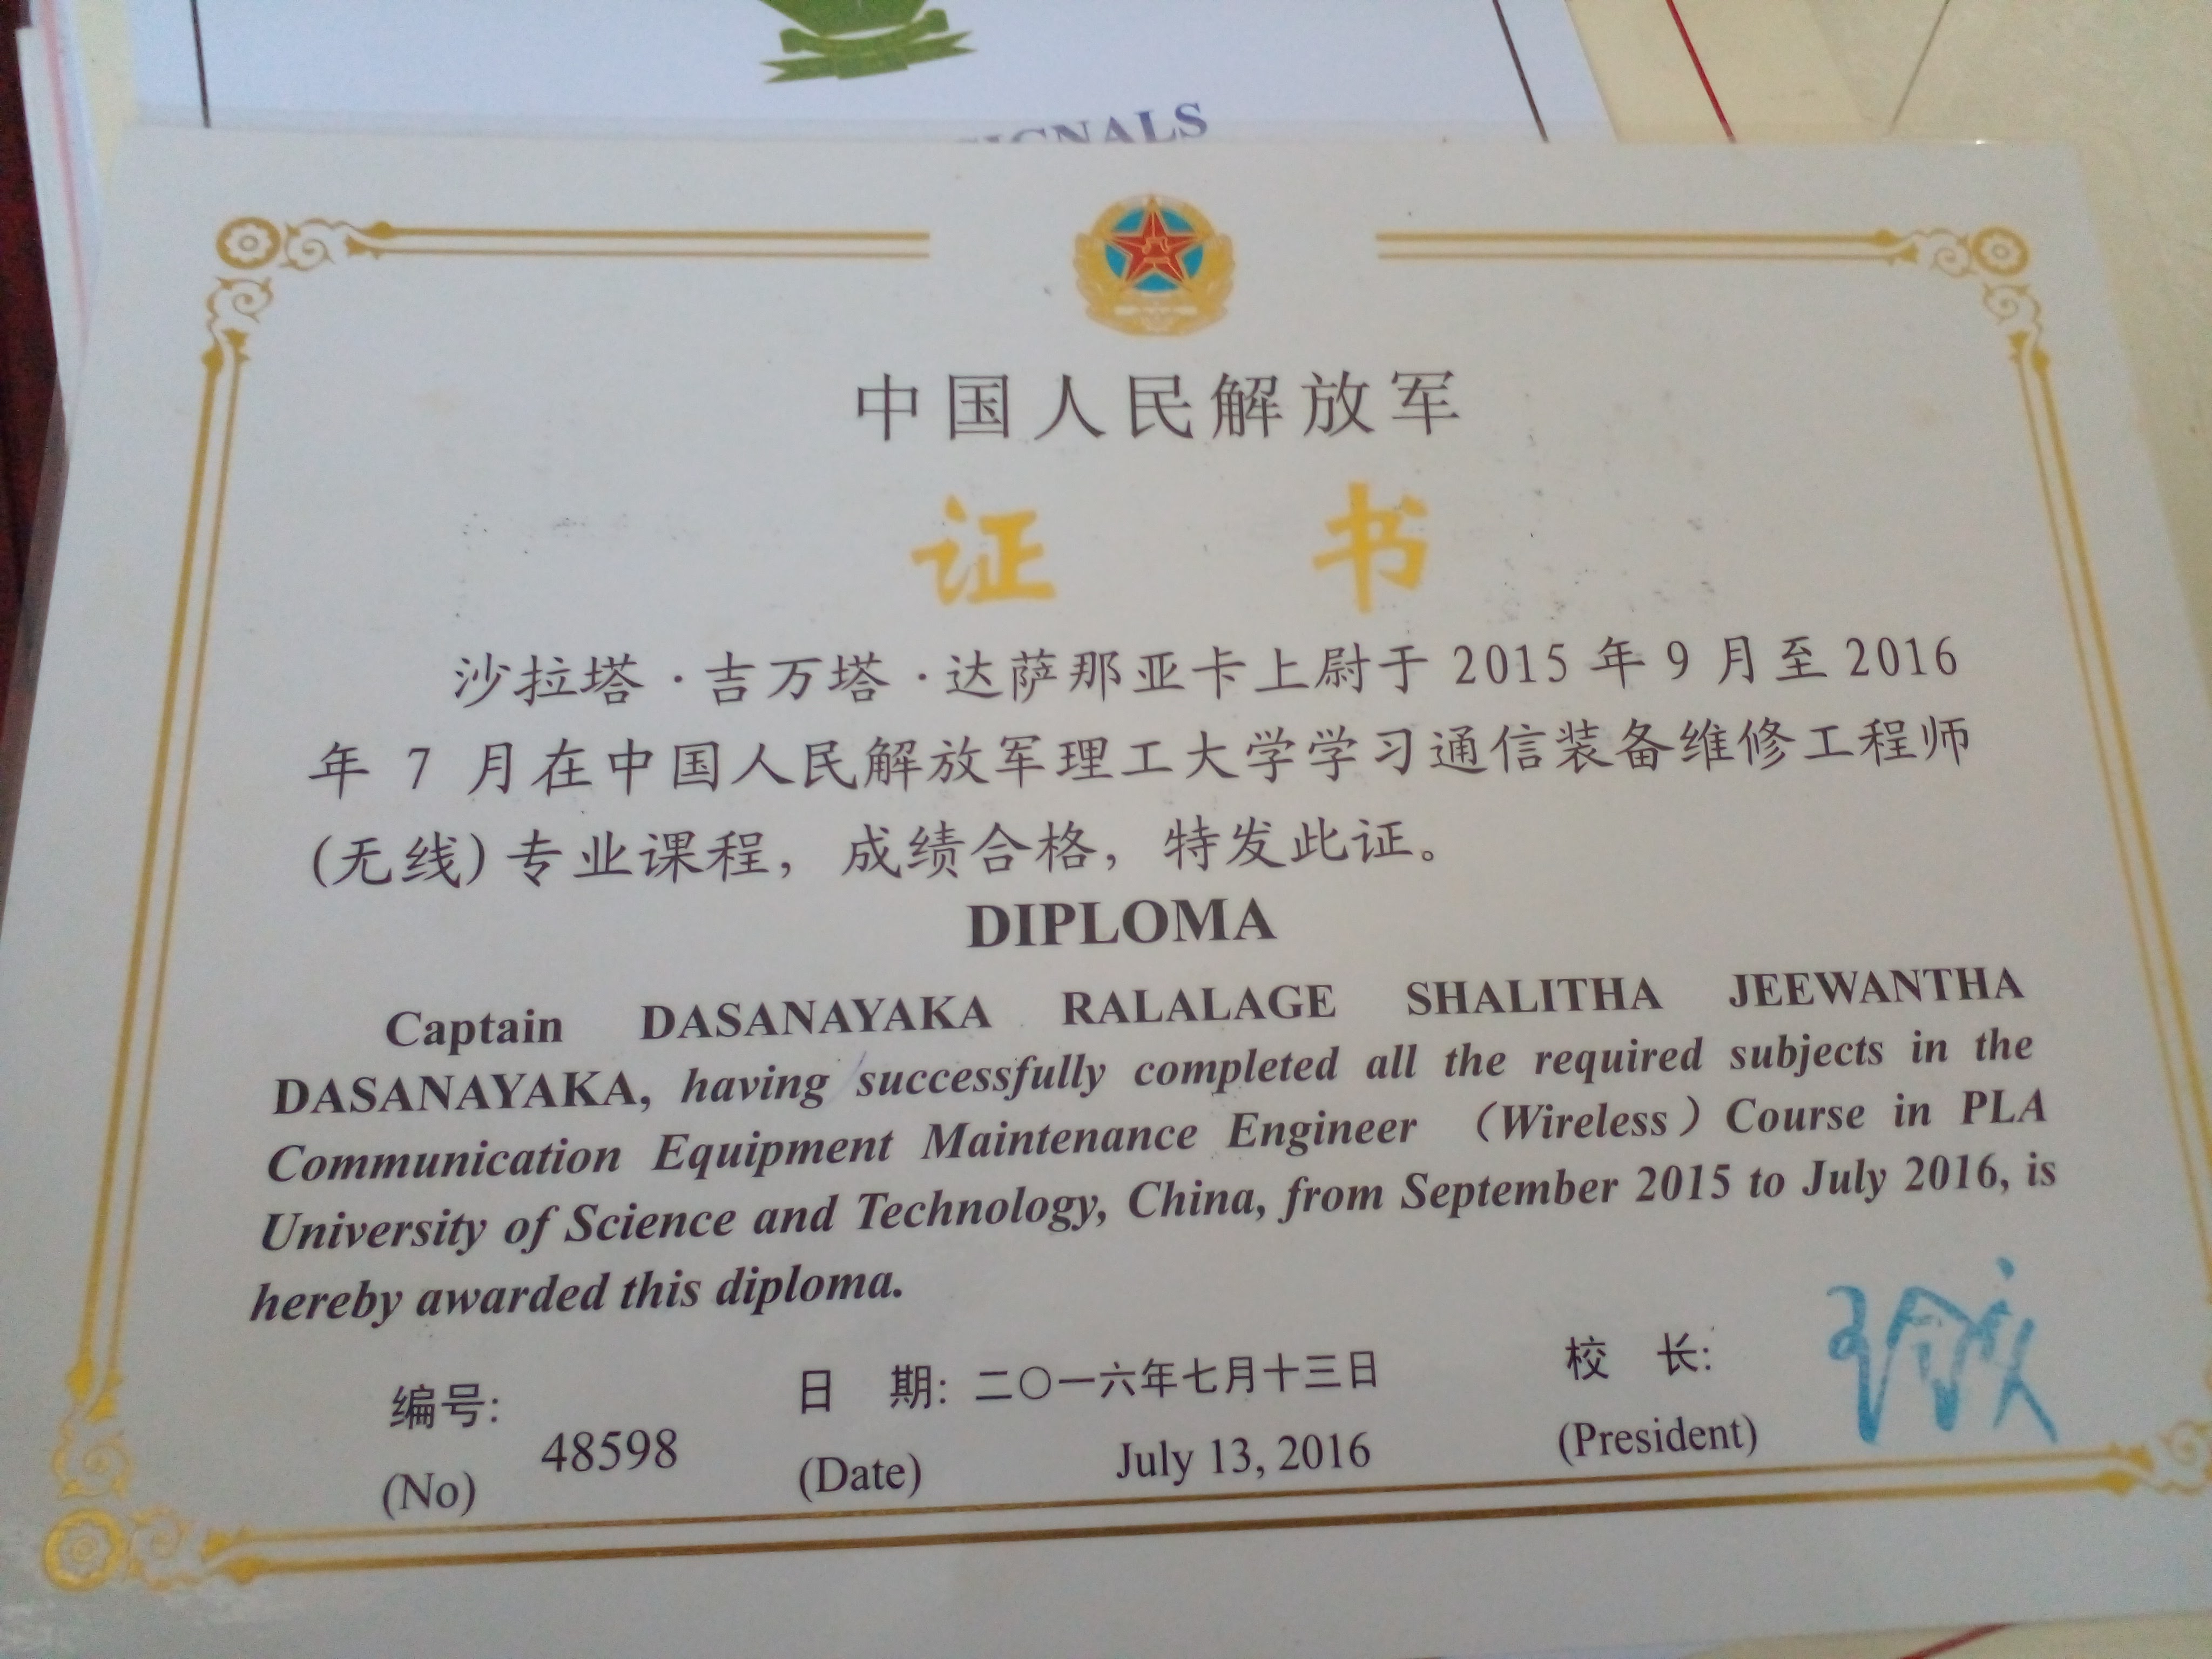 SIGNALS
中国人民解放军
证 书
沙拉塔·吉万塔·达萨那亚卡上尉于 2015 年 9 月至 2016
年 7 月在中国人民解放军理工大学学习通信装备维修工程师
(无线)专业课程，成绩合格，特发此证。
DIPLOMA
Captain DASANAYAKA RALALAGE SHALITHA JEEWANTHA
DASANAYAKA, having successfully completed all the required subjects in the
Communication Equipment Maintenance Engineer （Wireless）Course in PLA
University of Science and Technology, China, from September 2015 to July 2016, is
hereby awarded this diploma.
编号: 日 期: 二〇一六年七月十三日 校 长:
(No) 48598 (Date) July 13, 2016 (President)